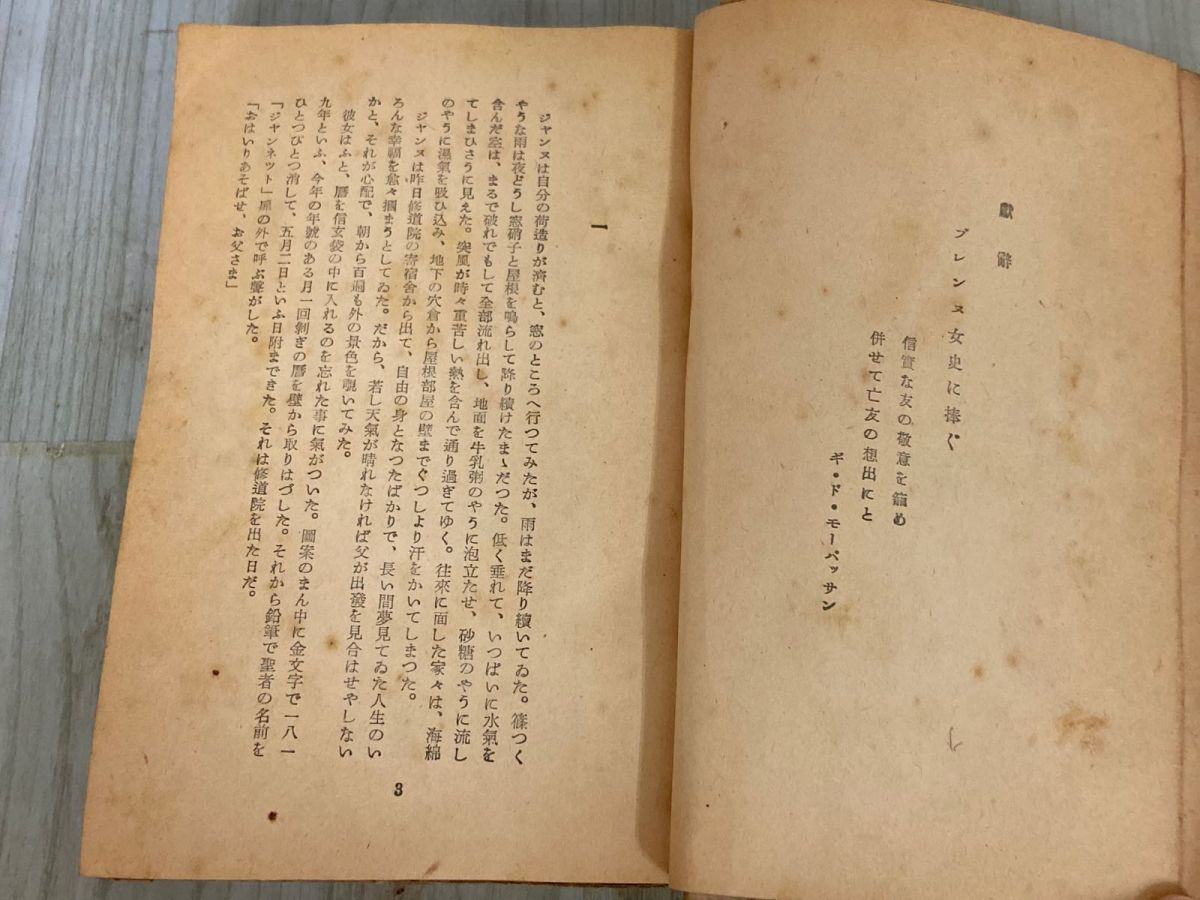 獻辭
ブレンヌ女史に捧ぐ
信實な友の敬意を籠め
併せて亡友の想出にと
ギ・ド・モーパッサン
一
ジャンヌは自分の荷造りが濟むと、窓のところへ行つてみたが、雨はまだ降り續いてゐた。篠つく
やうな雨は夜どうし窓硝子と屋根を鳴らして降り續けたまゝだつた。低く垂れて、いつぱいに水氣を
含んだ空は、まるで破れでもして全部流れ出し、地面を牛乳粥のやうに泡立たせ、砂糖のやうに流し
てしまひさうに見えた。突風が時々重苦しい熱を含んで通り過ぎてゆく。往來に面した家々は、海綿
のやうに濕氣を吸ひ込み、地下の穴倉から屋根部屋の壁までぐつしより汗をかいてしまつた。
ジャンヌは昨日修道院の寄宿舍から出て、自由の身となつたばかりで、長い間夢見てゐた人生のい
ろんな幸福を愈々摑まうとしてゐた。だから、若し天氣が晴れなければ父が出發を見合はせやしない
かと、それが心配で、朝から百遍も外の景色を覗いてみた。
彼女はふと、曆を信玄袋の中に入れるのを忘れた事に氣がついた。圖案のまん中に金文字で一八一
九年といふ、今年の年號のある月一回剝ぎの曆を壁から取りはづした。それから鉛筆で聖者の名前を
ひとつびとつ消して、五月二日といふ日附まできた。それは修道院を出た日だ。
「ジヤンネツト」扉の外で呼ぶ聲がした。
「おはいりあそばせ、お父さま」
3